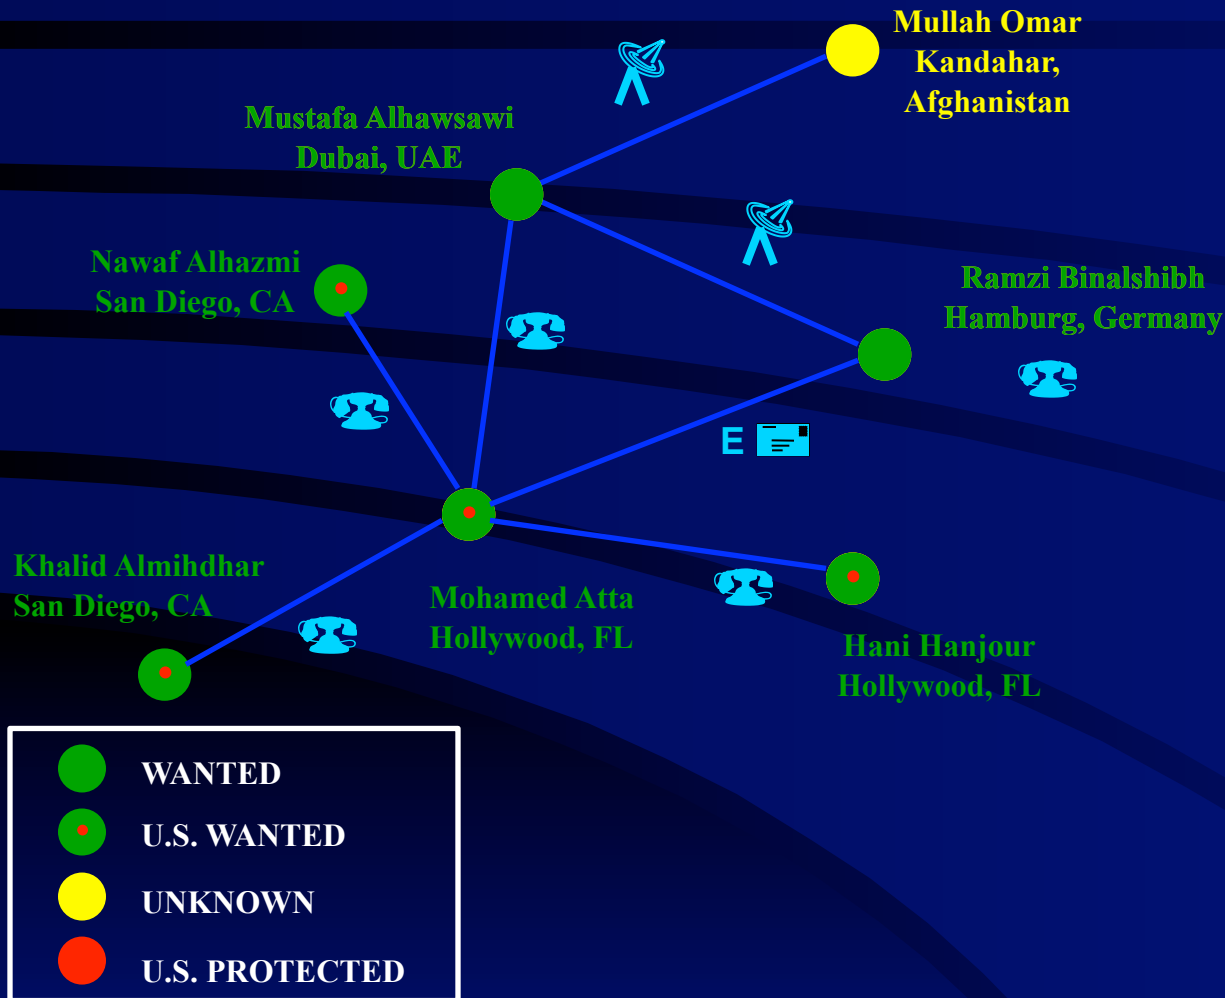 Mullah Omar
Kandahar,
Afghanistan
Mustafa Alhawsawi
Dubai, UAE
Nawaf Alhazmi
San Diego, CA
Ramzi Binalshibh
Hamburg, Germany
E
Khalid Almihdhar
San Diego, CA
Mohamed Atta
Hollywood, FL
Hani Hanjour
Hollywood, FL
WANTED
U.S. WANTED
UNKNOWN
U.S. PROTECTED